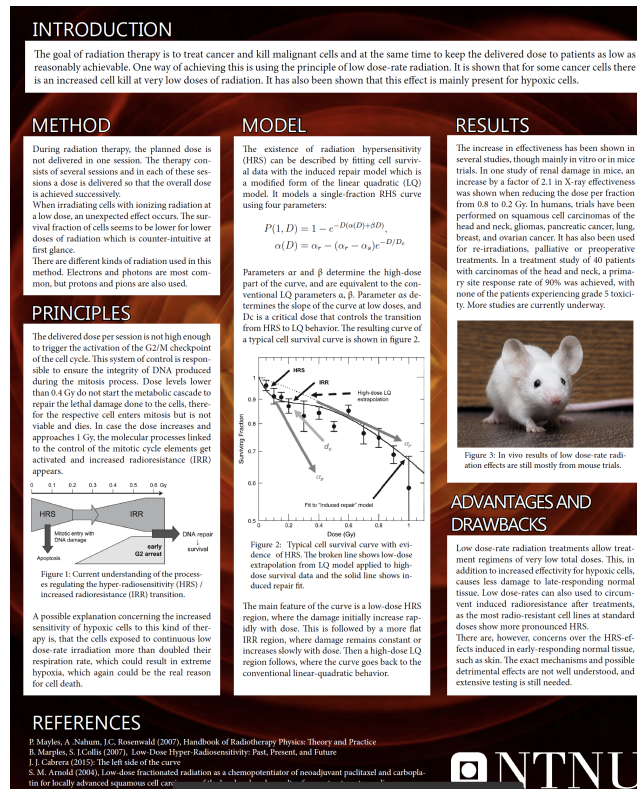 INTRODUCTION
The goal of radiation therapy is to treat cancer and kill malignant cells and at the same time to keep the delivered dose to patients as low as
reasonably achievable. One way of achieving this is using the principle of low dose-rate radiation. It is shown that for some cancer cells there
is an increased cell kill at very low doses of radiation. It has also been shown that this effect is mainly present for hypoxic cells.
METHOD
During radiation therapy, the planned dose is
not delivered in one session. The therapy con-
sists of several sessions and in each of these ses-
sions a dose is delivered so that the overall dose
is achieved successively.
When irradiating cells with ionizing radiation at
a low dose, an unexpected effect occurs. The sur-
vival fraction of cells seems to be lower for lower
doses of radiation which is counter-intuitive at
first glance.
There are different kinds of radiation used in this
method. Electrons and photons are most com-
mon, but protons and pions are also used.
PRINCIPLES
The delivered dose per session is not high enough
to trigger the activation of the G2/M checkpoint
of the cell cycle. This system of control is respon-
sible to ensure the integrity of DNA produced
during the mitosis process. Dose levels lower
than 0.4 Gy do not start the metabolic cascade to
repair the lethal damage done to the cells, there-
for the respective cell enters mitosis but is not
viable and dies. In case the dose increases and
approaches 1 Gy, the molecular processes linked
to the control of the mitotic cycle elements get
activated and increased radioresistance (IRR)
appears.
0 0.1 0.2 0.3 0.4 0.5 0.6 Gy
HRS
IRR
Mitotic entry with
DNA damage
Apoptosis
early
G2 arrest
DNA repair
survival
Figure 1: Current understanding of the process-
es regulating the hyper-radiosensitivity (HRS) /
increased radioresistance (IRR) transition.
A possible explanation concerning the increased
sensitivity of hypoxic cells to this kind of ther-
apy is, that the cells exposed to continuous low
dose-rate irradiation more than doubled their
respiration rate, which could result in extreme
hypoxia, which again could be the real reason
for cell death.
MODEL
The existence of radiation hypersensitivity
(HRS) can be described by fitting cell surviv-
al data with the induced repair model which is
a modified form of the linear quadratic (LQ)
model. It models a single-fraction RHS curve
using four parameters:
P(1, D) = 1 − e^{−D(α(D)+βD)},
α(D) = α_r − (α_r − α_s)e^{−D/D_c}
Parameters αr and β determine the high-dose
part of the curve, and are equivalent to the conven-
tional LQ parameters α, β. Parameter αs de-
termines the slope of the curve at low doses, and
Dc is a critical dose that controls the transition
from HRS to LQ behavior. The resulting curve of
a typical cell survival curve is shown in figure 2.
HRS
IRR
High-dose LQ
extrapolation
d_c
α_r
α_s
Fit to "Induced repair" model
Surviving Fraction
1
0.9
0.8
0.7
0.6
0.5
0 0.2 0.4 0.6 0.8 1
Dose (Gy)
Figure 2: Typical cell survival curve with evi-
dence of HRS. The broken line shows low-dose
extrapolation from LQ model applied to high-
dose survival data and the solid line shows in-
duced repair fit.
The main feature of the curve is a low-dose HRS
region, where the damage initially increase rap-
idly with dose. This is followed by a more flat
IRR region, where damage remains constant or
increases slowly with dose. Then a high-dose LQ
region follows, where the curve goes back to the
conventional linear-quadratic behavior.
RESULTS
The increase in effectiveness has been shown in
several studies, though mainly in vitro or in mice
trials. In one study of renal damage in mice, an
increase by a factor of 2.1 in X-ray effectiveness
was shown when reducing the dose per fraction
from 0.8 to 0.2 Gy. In humans, trials have been
performed on squamous cell carcinomas of the
head and neck, gliomas, pancreatic cancer, lung,
breast, and ovarian cancer. It has also been used
for re-irradiations, palliative or preoperative
treatments. In a treatment study of 40 patients
with carcinomas of the head and neck, a prima-
ry site response rate of 90% was achieved, with
none of the patients experiencing grade 5 toxici-
ty. More studies are currently underway.
Figure 3: In vivo results of low dose-rate radi-
ation effects are still mostly from mouse trials.
ADVANTAGES AND
DRAWBACKS
Low dose-rate radiation treatments allow treat-
ment regimens of very low total doses. This, in
addition to increased effectivity for hypoxic cells,
causes less damage to late-responding normal
tissue. Low dose-rates can also used to circum-
vent induced radioresistance after treatments,
as the most radio-resistant cell lines at standard
doses show more pronounced HRS.
There are, however, concerns over the HRS-ef-
fects induced in early-responding normal tissue,
such as skin. The exact mechanisms and possible
detrimental effects are not well understood, and
extensive testing is still needed.
REFERENCES
P. Mayles, A .Nahum, J.C, Rosenwald (2007), Handbook of Radiotherapy Physics: Theory and Practice
B. Marples, S. J.Collis (2007), Low-Dose Hyper-Radiosensitivity: Past, Present, and Future
J. J. Cabrera (2015): The left side of the curve
S. M. Arnold (2004), Low-dose fractionated radiation as a chemopotentiator of neoadjuvant paclitaxel and carbopla-
tin for locally advanced squamous cell
NTNU